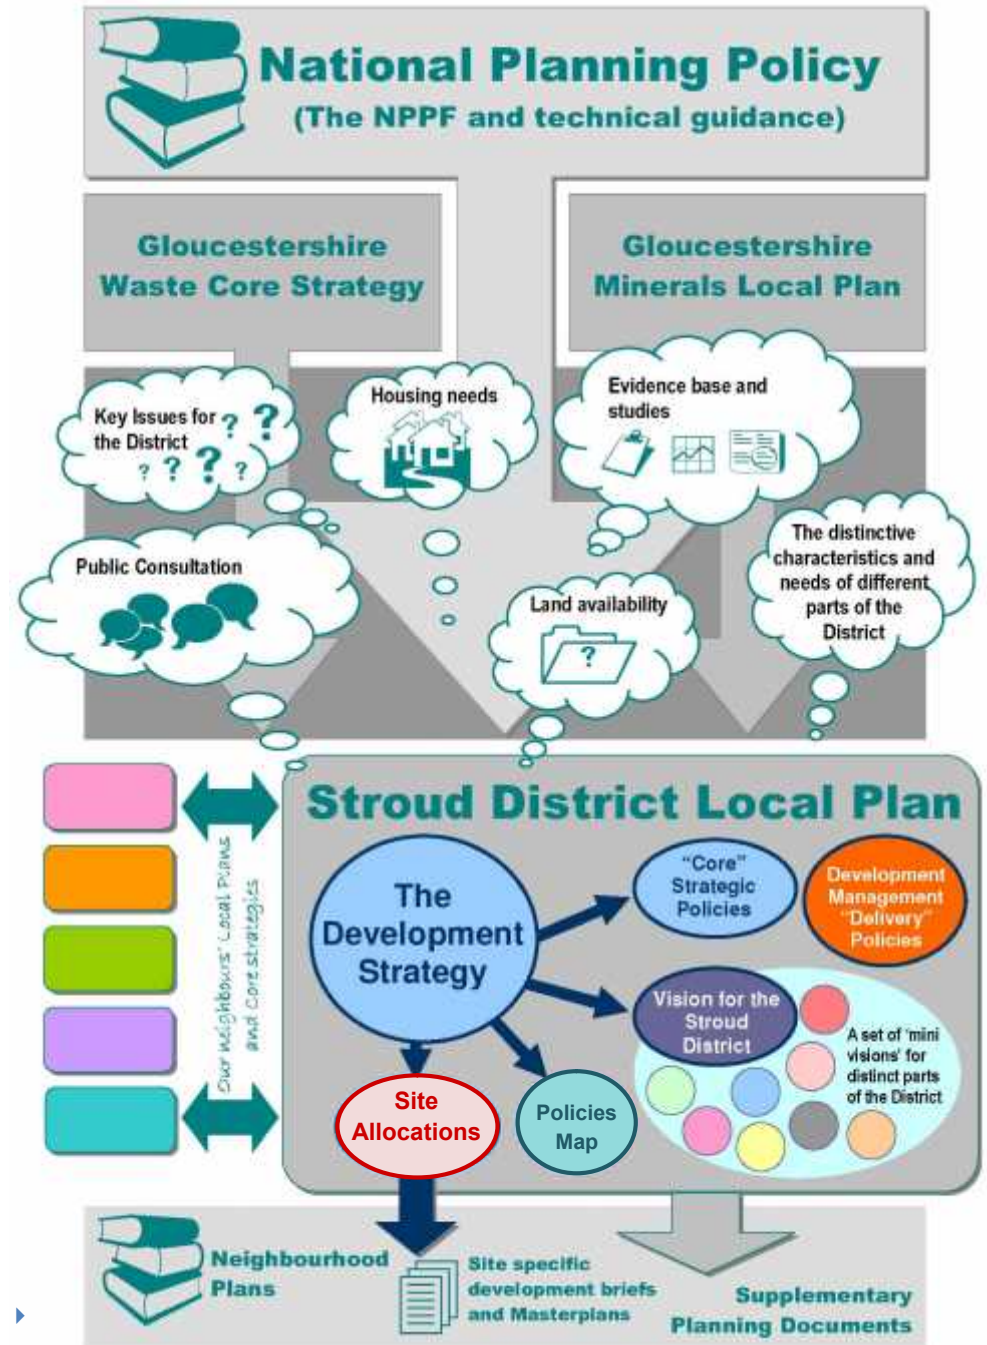 National Planning Policy
(The NPPF and technical guidance)
Gloucestershire
Waste Core Strategy
Gloucestershire
Minerals Local Plan
Key Issues for
the District
? ? ? ? ? ?
Housing needs
Evidence base and
studies
Public Consultation
Land availability
?
The distinctive
characteristics and
needs of different
parts of the
District
Our neighbours' Local Plans
and Core strategies
Stroud District Local Plan
The
Development
Strategy
"Core"
Strategic
Policies
Development
Management
"Delivery"
Policies
Vision for the
Stroud
District
A set of 'mini
visions' for
distinct parts
of the District
Site
Allocations
Policies
Map
Neighbourhood
Plans
Site specific
development briefs
and Masterplans
Supplementary
Planning Documents